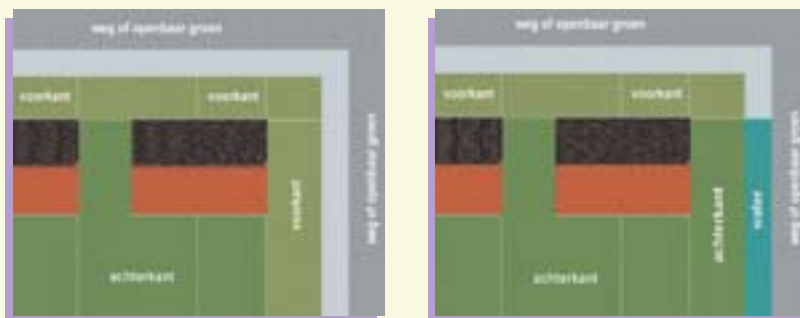 weg of openbaar groen
voorkant
voorkant
voorkant
weg of openbaar groen
achterkant
weg of openbaar groen
voorkant
voorkant
achterkant
water
weg of openbaar groen
achterkant